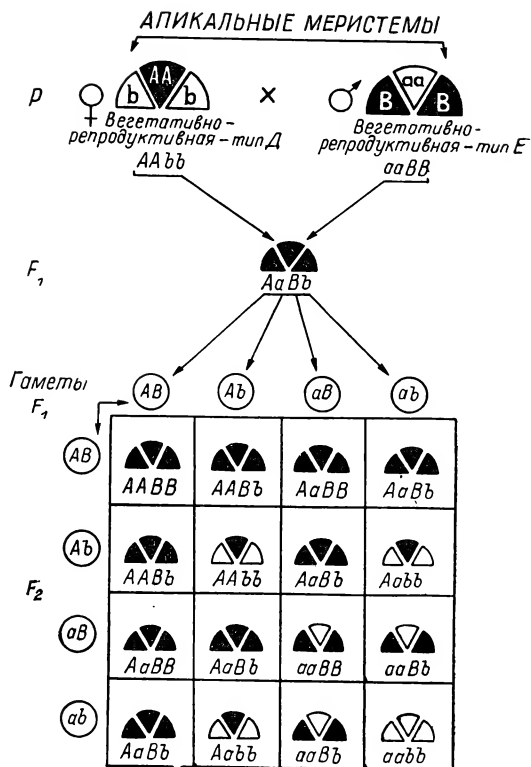 АПИКАЛЬНЫЕ МЕРИСТЕМЫ
P ♀ b AA b × ♂ B aa B
Вегетативно- Вегетативно-
репродуктивная – тип Д репродуктивная – тип Е
AAbb aaBB
F₁
AaBb
Гаметы
F₁
AB Ab aB ab
AB
AABB AABb AaBB AaBb
Ab
AABb AAbb AaBb Aabb
F₂
aB
AaBB AaBb aaBB aaBb
ab
AaBb Aabb aaBb aabb